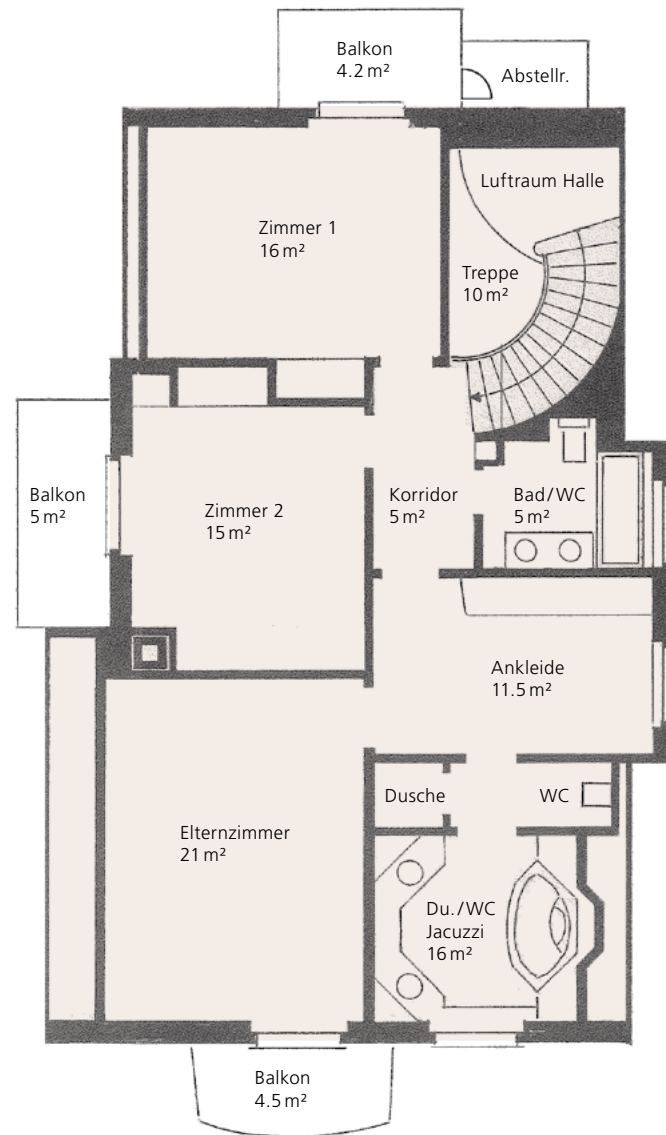 Balkon
4.2 m²
Abstellr.
Luftraum Halle
Zimmer 1
16 m²
Treppe
10 m²
Balkon
5 m²
Zimmer 2
15 m²
Korridor
5 m²
Bad/WC
5 m²
Ankleide
11.5 m²
Dusche
WC
Elternzimmer
21 m²
Du./WC
Jacuzzi
16 m²
Balkon
4.5 m²